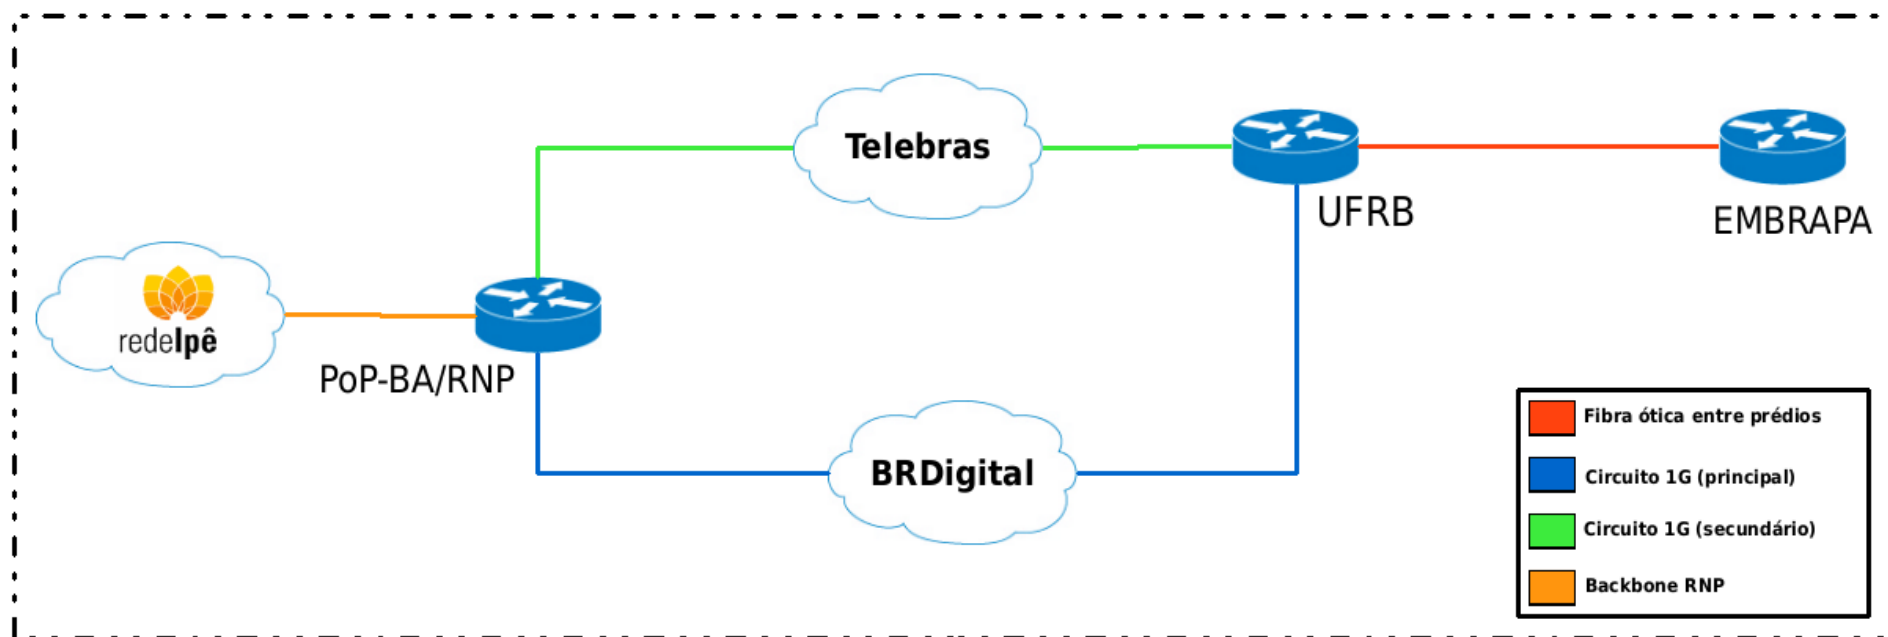 Telebras
UFRB
EMBRAPA
redeIpê
PoP-BA/RNP
BRDigital
Fibra ótica entre prédios
Circuito 1G (principal)
Circuito 1G (secundário)
Backbone RNP